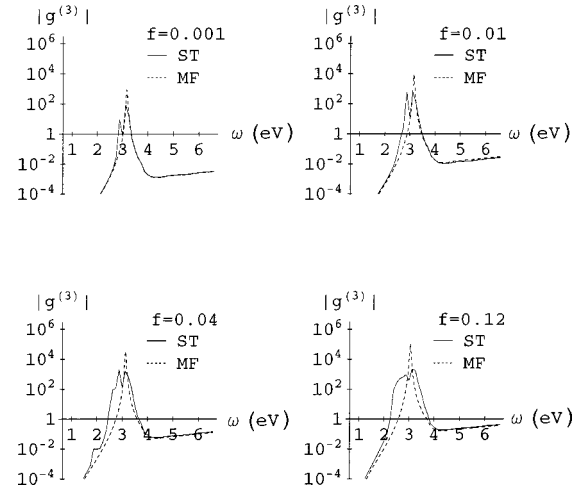 |g(3)|
f=0.001
ST
MF
10^6
10^4
10^2
1
10^-2
10^-4
1 2 3 4 5 6
ω (eV)
|g(3)|
f=0.01
ST
MF
10^6
10^4
10^2
1
10^-2
10^-4
1 2 3 4 5 6
ω (eV)
|g(3)|
f=0.04
ST
MF
10^6
10^4
10^2
1
10^-2
10^-4
1 2 3 4 5 6
ω (eV)
|g(3)|
f=0.12
ST
MF
10^6
10^4
10^2
1
10^-2
10^-4
1 2 3 4 5 6
ω (eV)